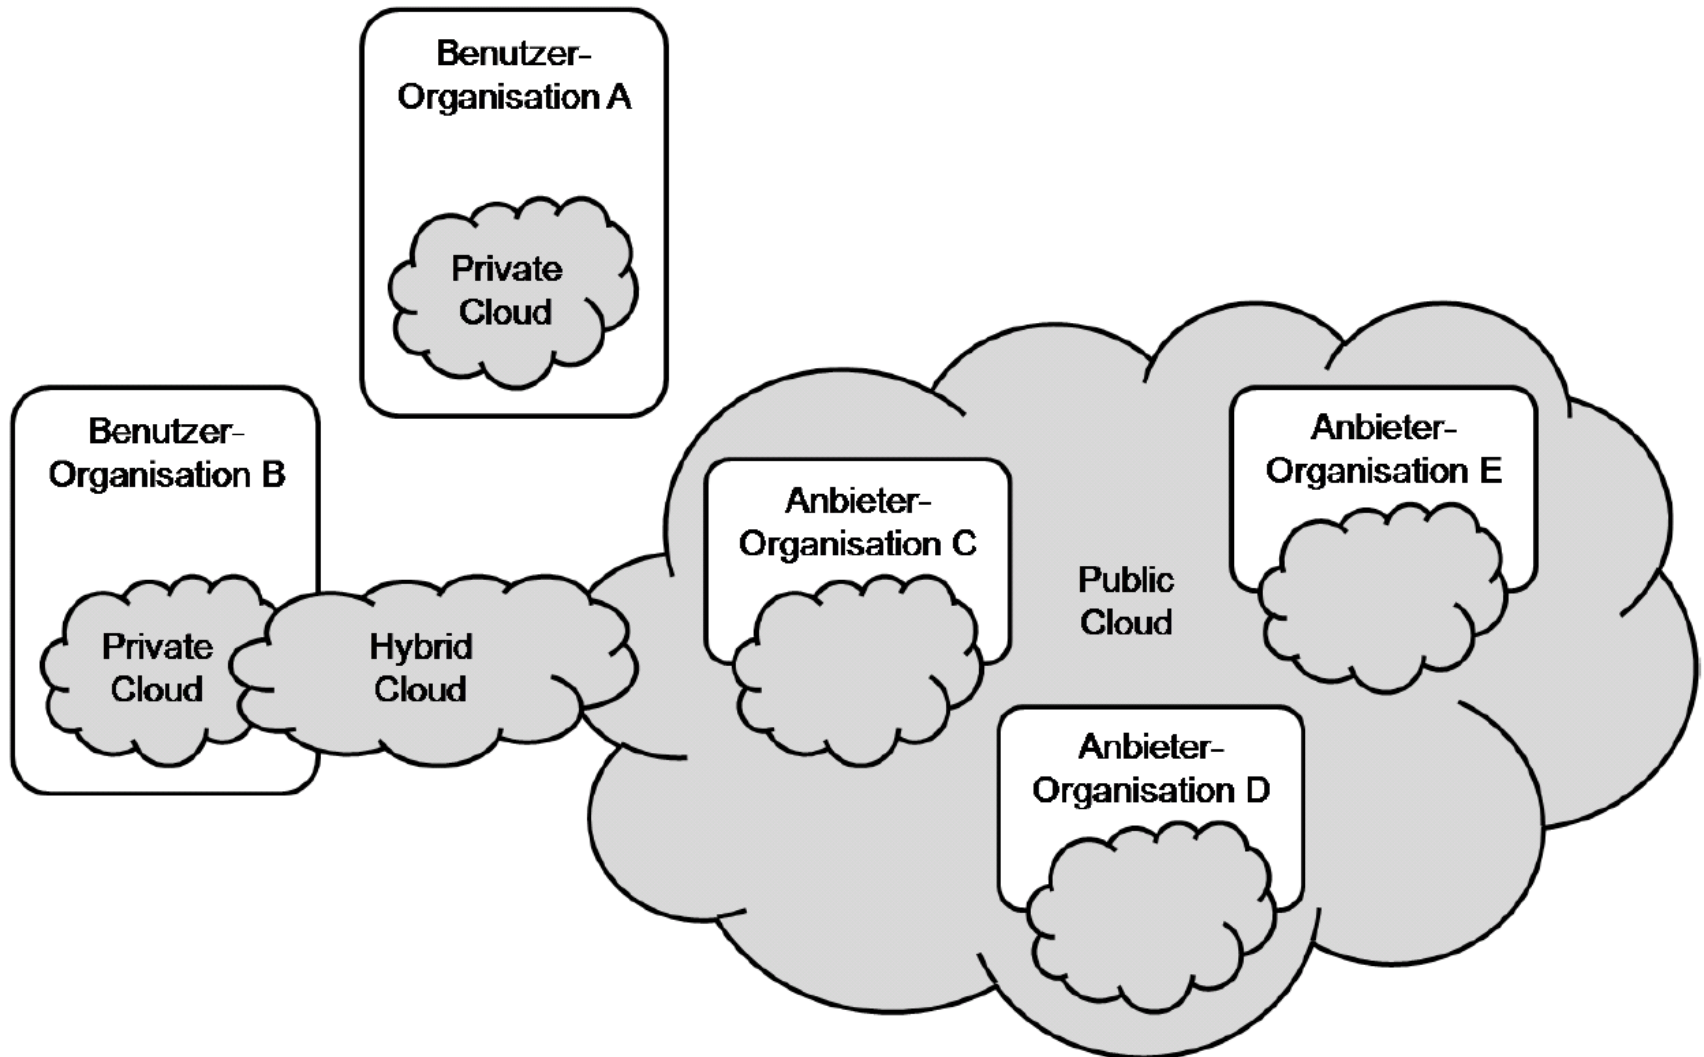 Benutzer-
Organisation A
Private
Cloud
Benutzer-
Organisation B
Private
Cloud
Hybrid
Cloud
Anbieter-
Organisation C
Public
Cloud
Anbieter-
Organisation E
Anbieter-
Organisation D